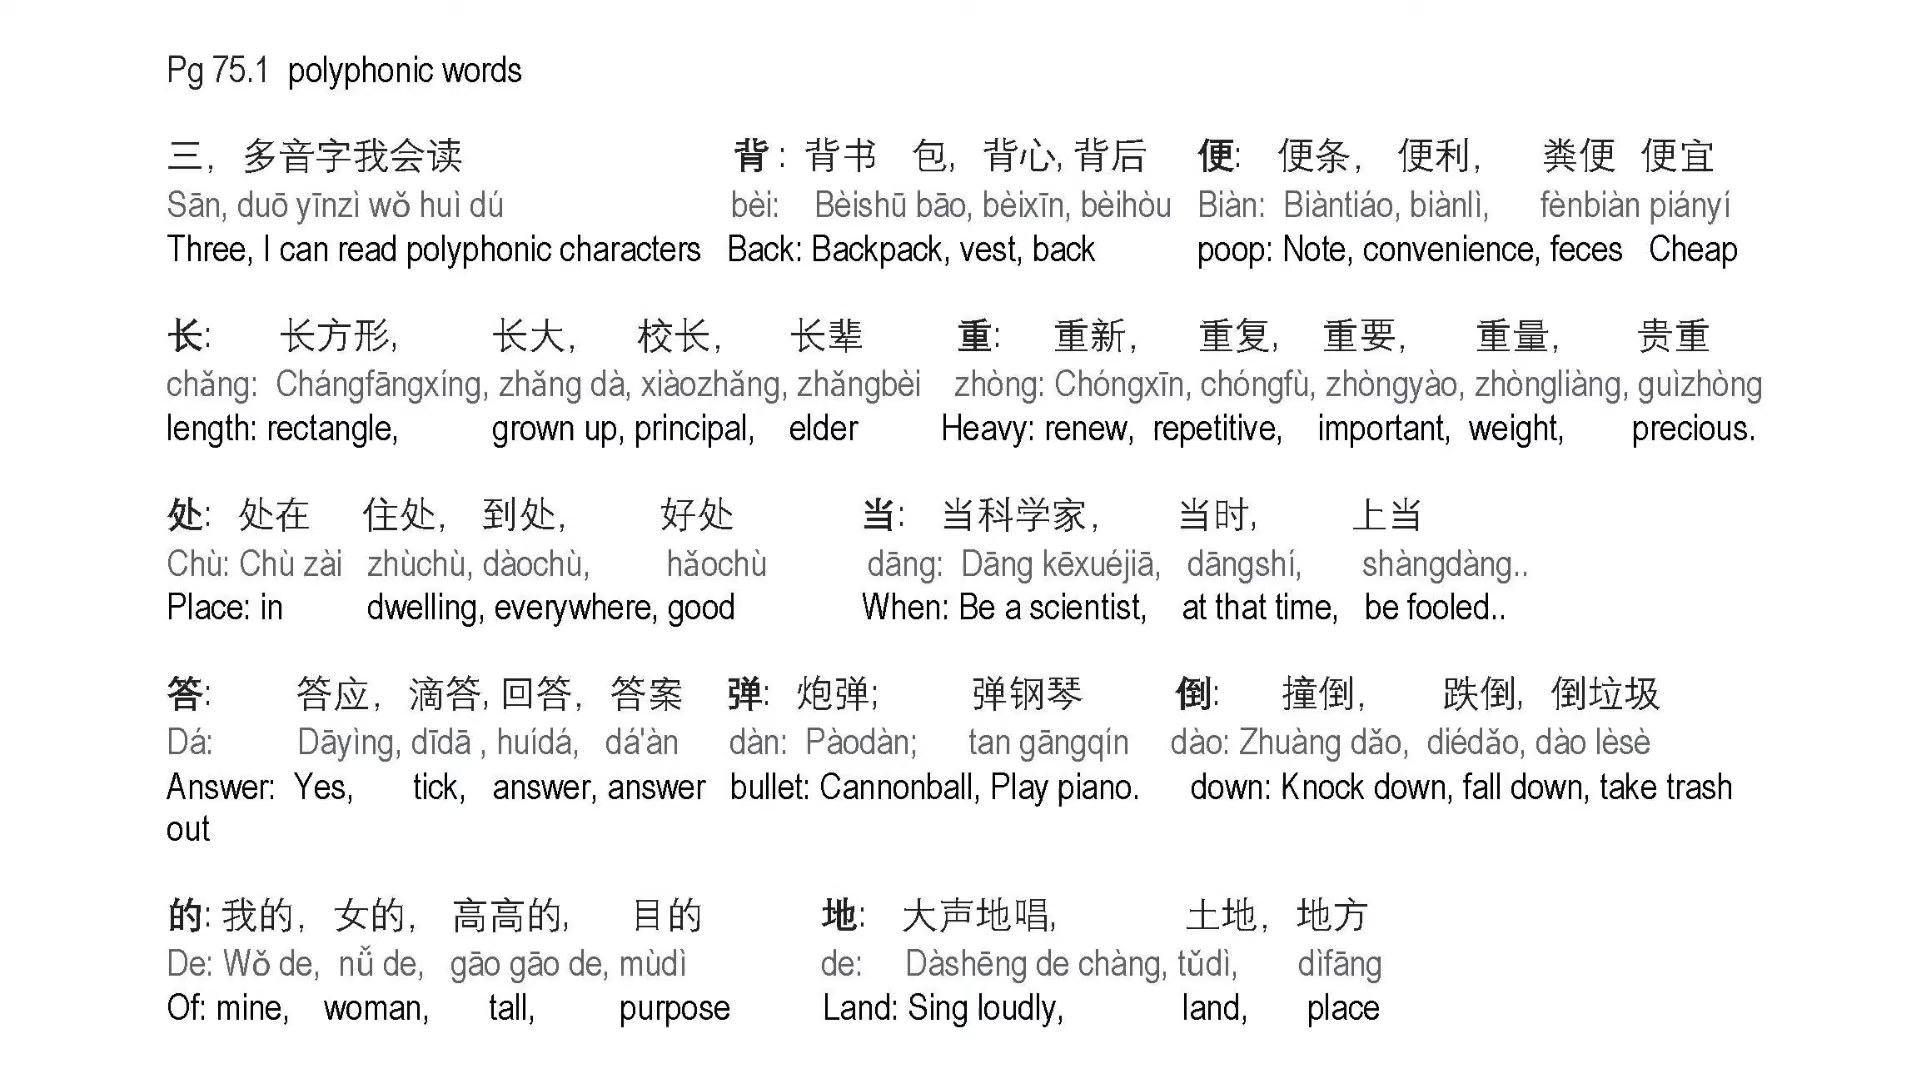 Pg 75.1 polyphonic words
三，多音字我会读 背：背书 包, 背心, 背后 便: 便条， 便利， 粪便 便宜
Sān, duō yīnzì wǒ huì dú bèi: Bèishū bāo, bèixīn, bèihòu Biàn: Biàntiáo, biànlì, fènbiàn piányí
Three, I can read polyphonic characters Back: Backpack, vest, back poop: Note, convenience, feces Cheap
长: 长方形, 长大， 校长， 长辈 重: 重新， 重复, 重要, 重量, 贵重
chǎng: Chángfāngxíng, zhǎng dà, xiàozhǎng, zhǎngbèi zhòng: Chóngxīn, chóngfù, zhòngyào, zhòngliàng, guìzhòng
length: rectangle, grown up, principal, elder Heavy: renew, repetitive, important, weight, precious.
处: 处在 住处， 到处, 好处 当: 当科学家， 当时, 上当
Chù: Chù zài zhùchù, dàochù, hǎochù dāng: Dāng kēxuéjiā, dāngshí, shàngdàng..
Place: in dwelling, everywhere, good When: Be a scientist, at that time, be fooled..
答: 答应， 滴答, 回答， 答案 弹: 炮弹; 弹钢琴 倒: 撞倒， 跌倒, 倒垃圾
Dá: Dāyìng, dīdā , huídá, dá'àn dàn: Pàodàn; tan gāngqín dào: Zhuàng dǎo, diédǎo, dào lèsè
Answer: Yes, tick, answer, answer bullet: Cannonball, Play piano. down: Knock down, fall down, take trash
out
的: 我的， 女的， 高高的, 目的 地: 大声地唱, 土地， 地方
De: Wǒ de, nǚ de, gāo gāo de, mùdì de: Dàshēng de chàng, tǔdì, dìfāng
Of: mine, woman, tall, purpose Land: Sing loudly, land, place